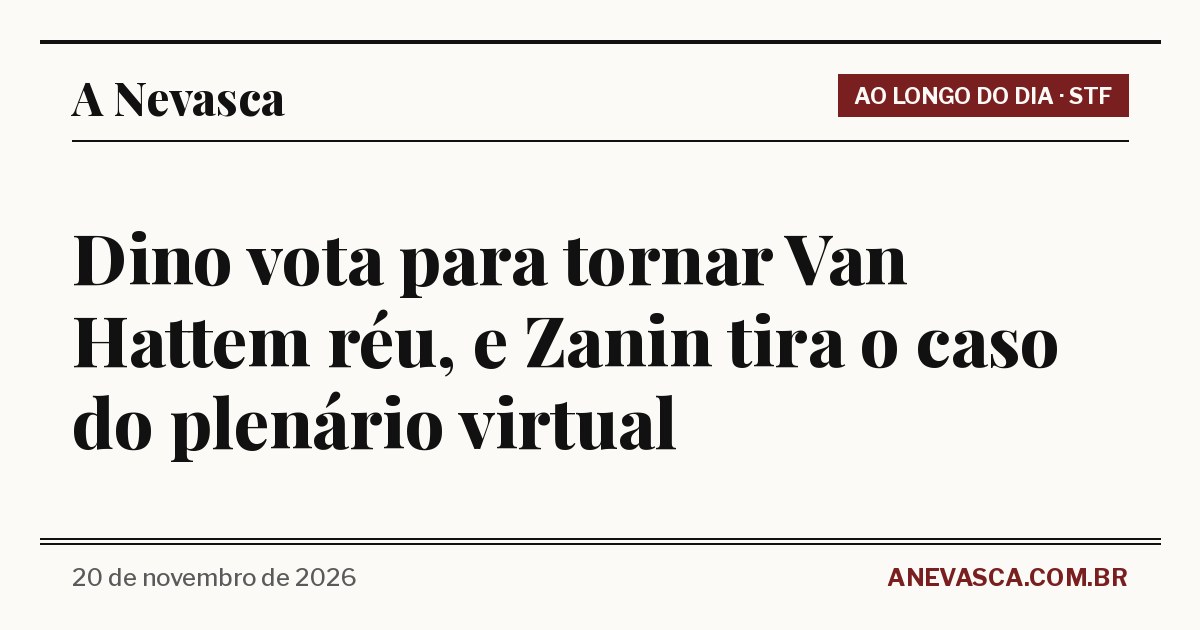 A Nevasca
AO LONGO DO DIA · STF
Dino vota para tornar Van
Hattem réu, e Zanin tira o caso
do plenário virtual
20 de novembro de 2026
ANEVASCA.COM.BR